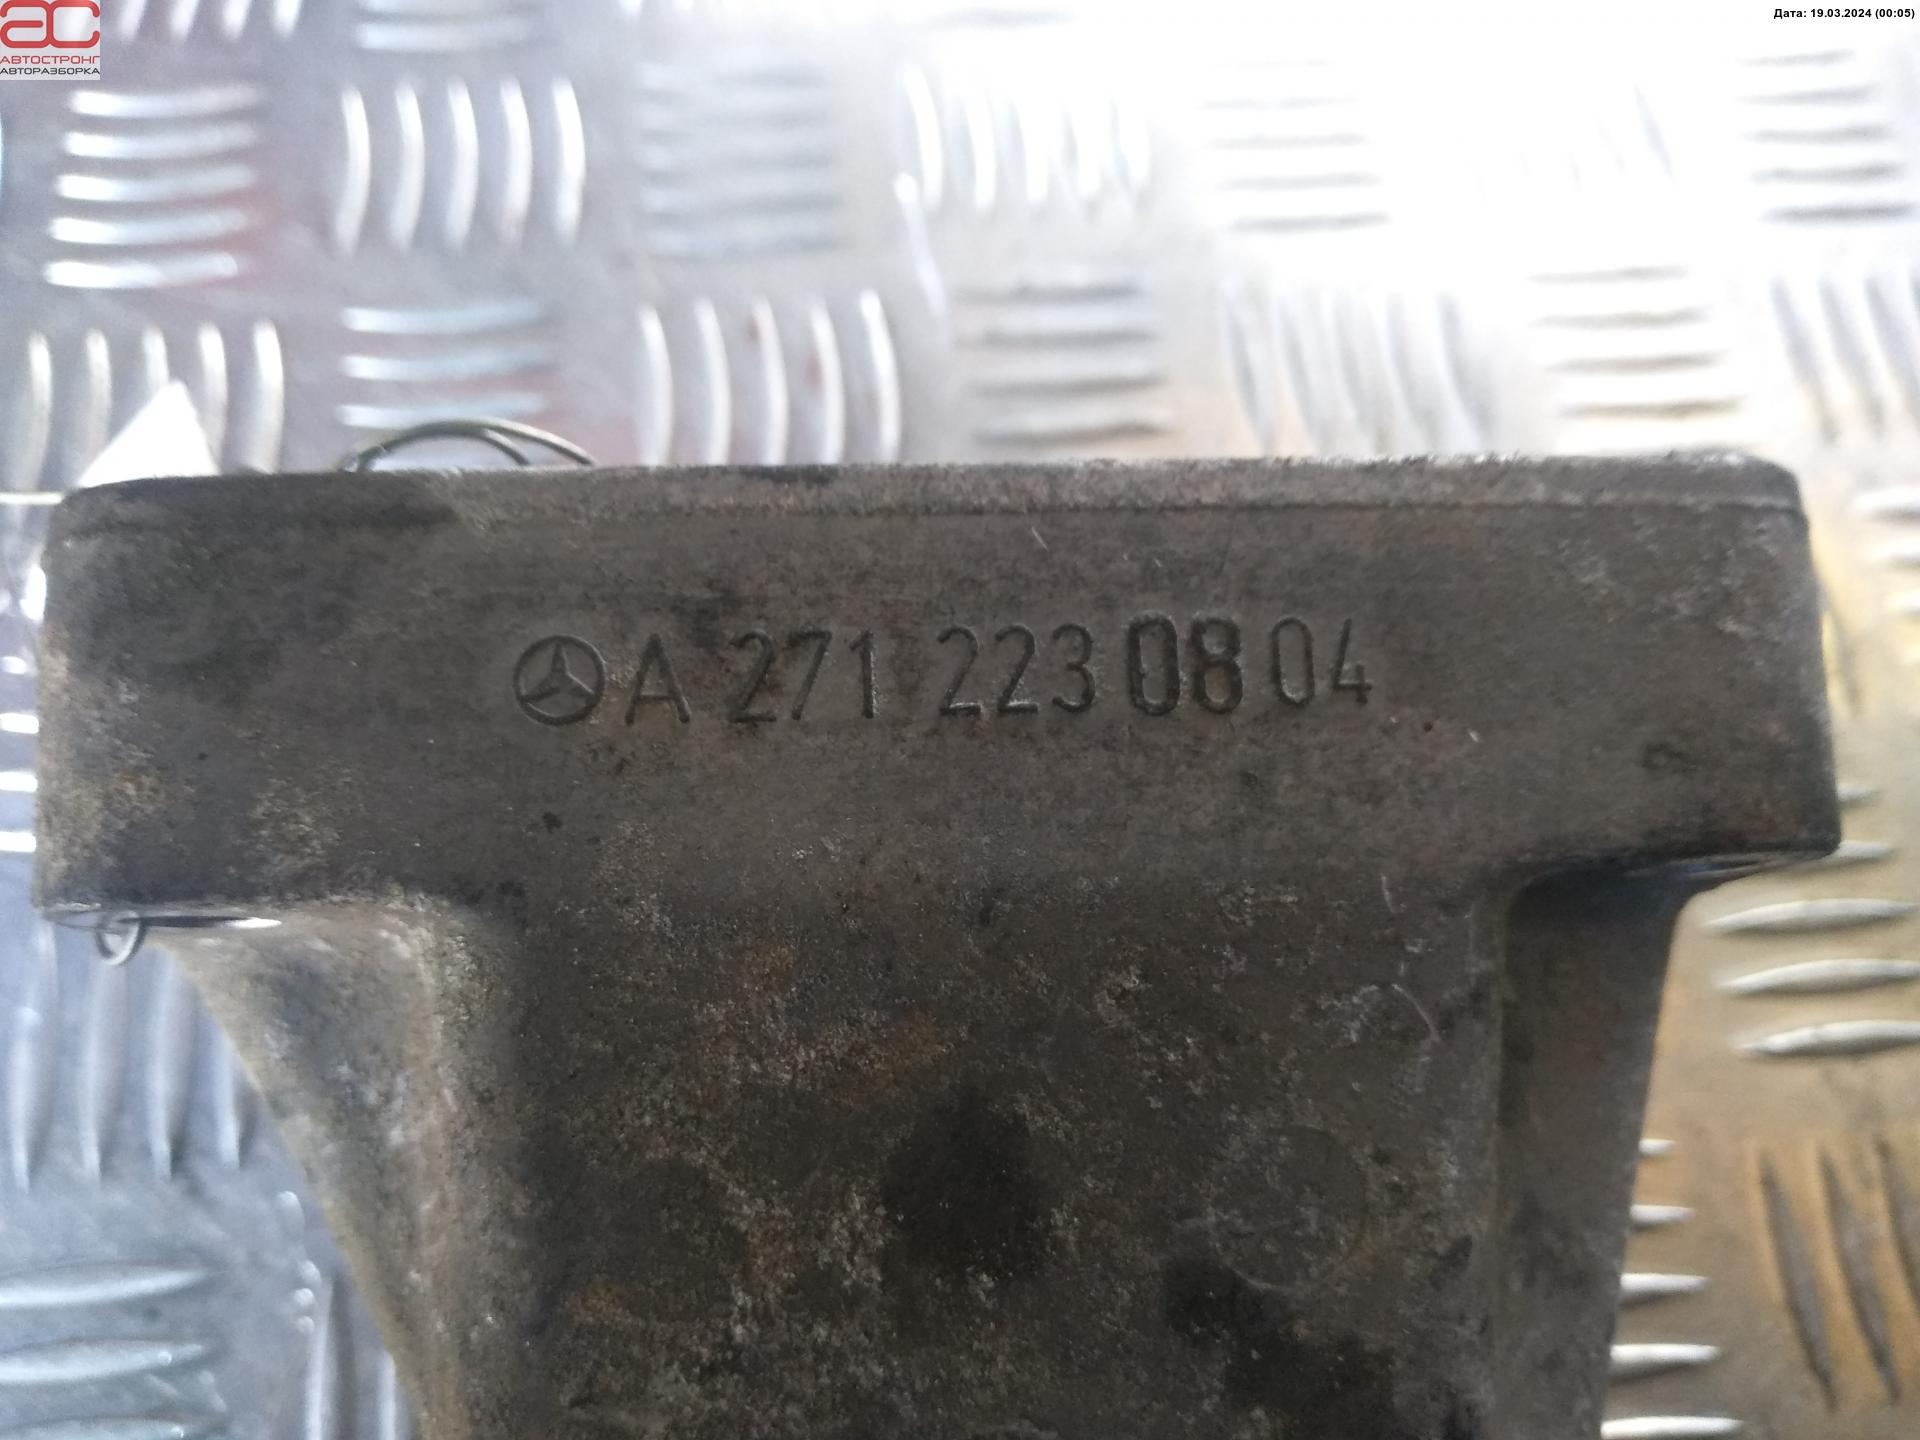 ас
АВТОСТРОНГ
АВТОРАЗБОРКА
Дата: 19.03.2024 (00:05)
A 271 223 08 04